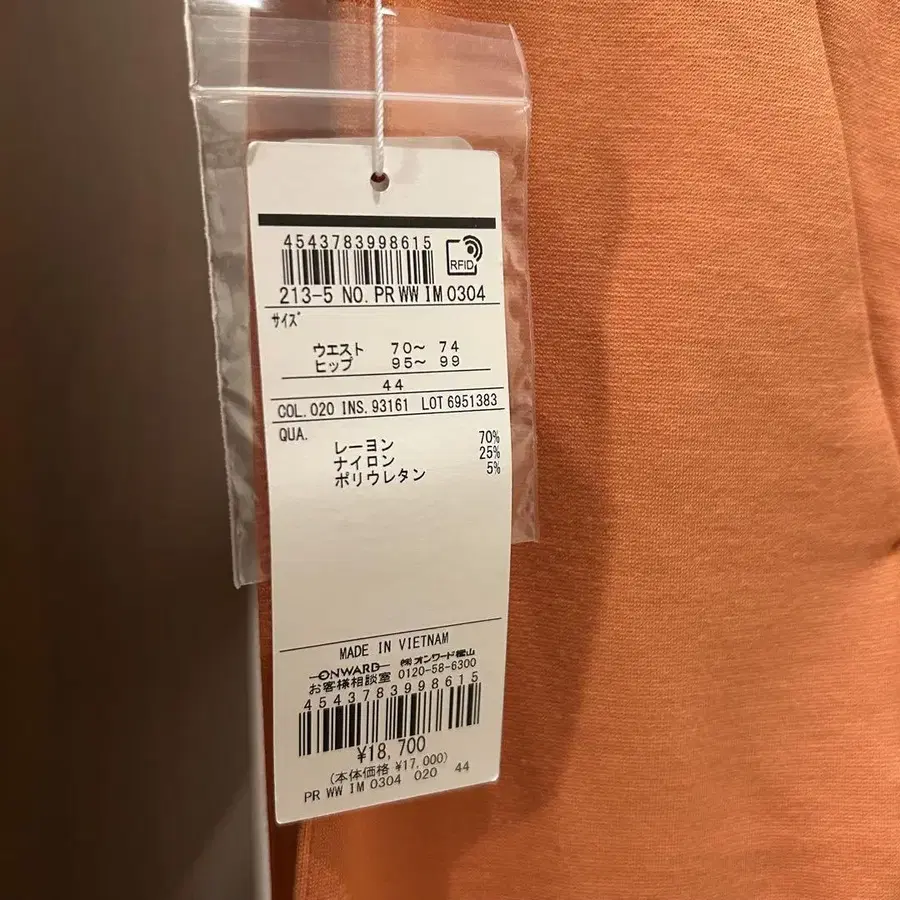 4543783998615
RFID
213-5 NO. PR WW IM 0304
サイズ
ウエスト 70～ 74
ヒップ 95～ 99
44
COL. 020 INS. 93161 LOT 6951383
QUA.
レーヨン 70%
ナイロン 25%
ポリウレタン 5%
MADE IN VIETNAM
ONWARD ㈱オンワード樫山
お客様相談室 0120-58-6300
4543783998615
¥18,700
(本体価格 ¥17,000)
PR WW IM 0304 020 44